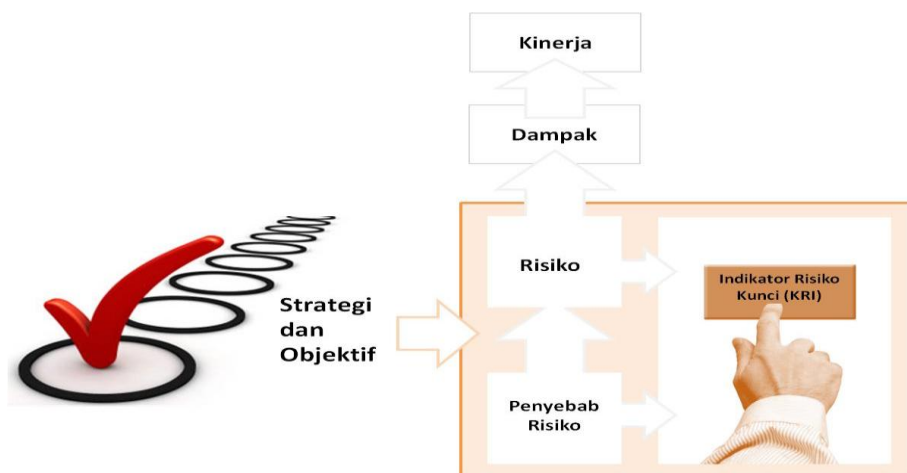 Kinerja
Dampak
Risiko
Indikator Risiko
Kunci (KRI)
Strategi
dan
Objektif
Penyebab
Risiko